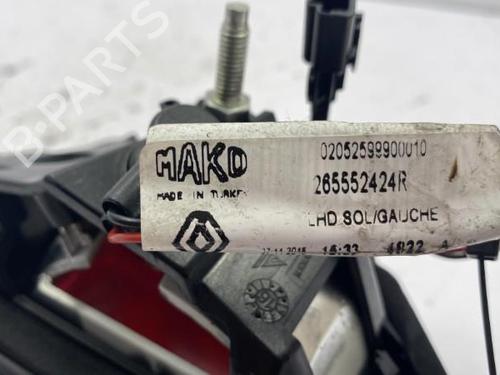 B-PARTS
MAKO
MADE IN TURKEY
02052599900010
265552424R
LHD SOL/GAUCHE
15:33